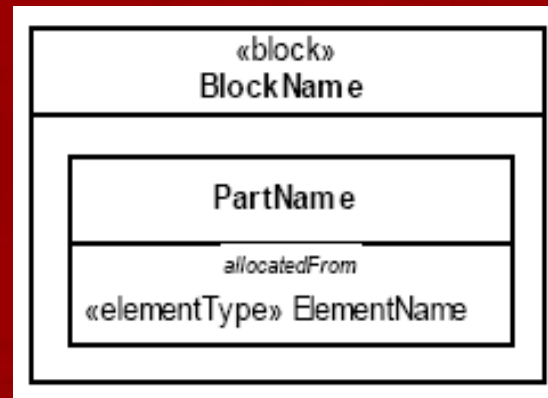 «block»
BlockName
PartName
allocatedFrom
«elementType» ElementName